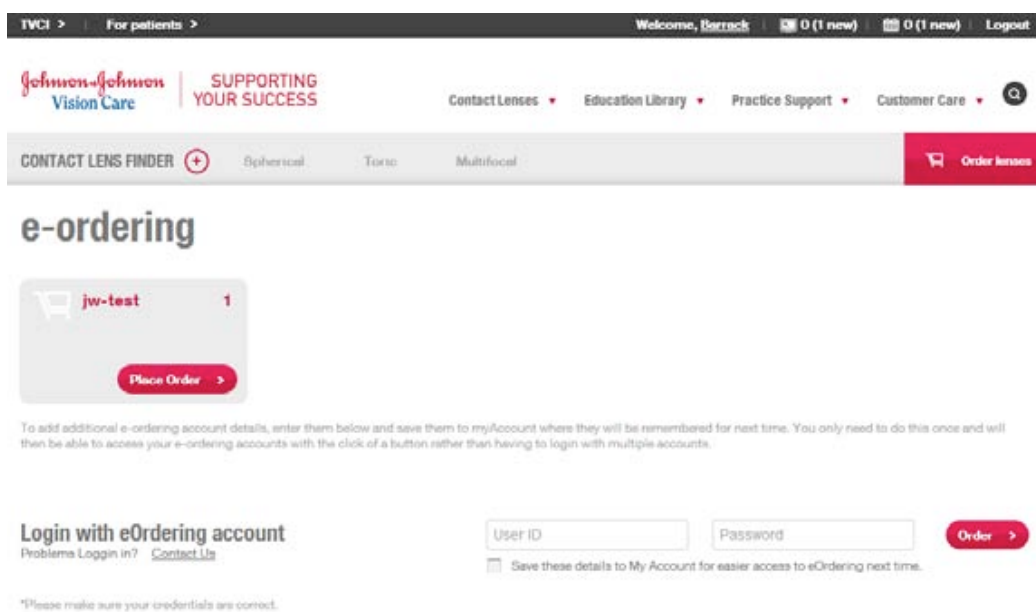 TVCI > For patients > Welcome, Barrack 0 (1 new) 0 (1 new) Logout
Johnson & Johnson Vision Care SUPPORTING YOUR SUCCESS
Contact Lenses Education Library Practice Support Customer Care
CONTACT LENS FINDER Spherical Toric Multifocal Order lenses
e-ordering
jw-test 1
Place Order >
To add additional e-ordering account details, enter them below and save them to myAccount where they will be remembered for next time. You only need to do this once and will
then be able to access your e-ordering accounts with the click of a button rather than having to login with multiple accounts.
Login with eOrdering account User ID Password Order >
Problems Loggin in? Contact Us Save these details to My Account for easier access to eOrdering next time.
*Please make sure your credentials are correct.